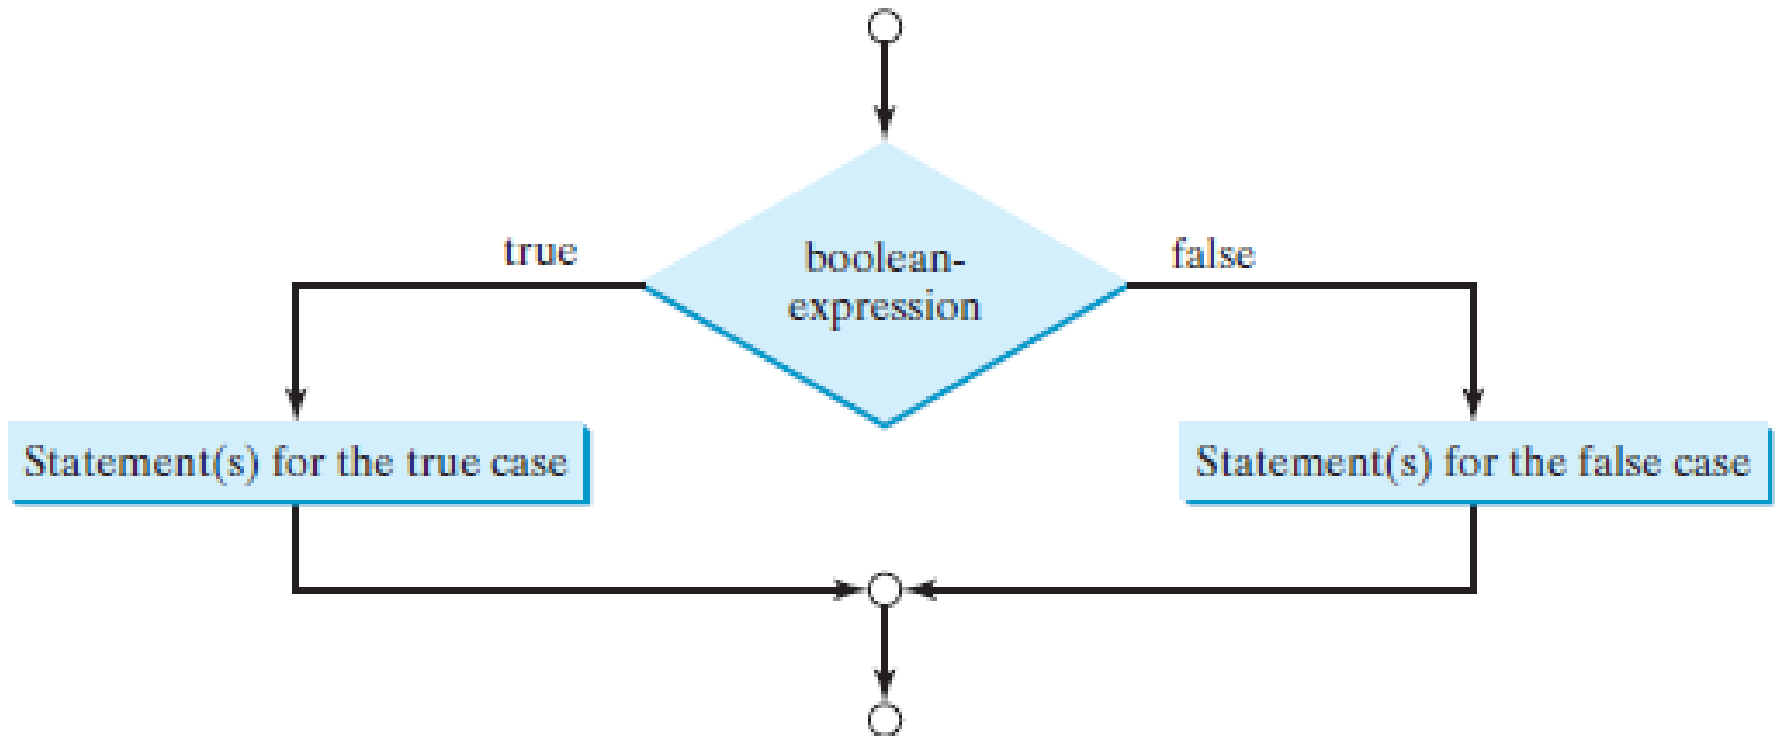 true
boolean-
expression
false
Statement(s) for the true case
Statement(s) for the false case